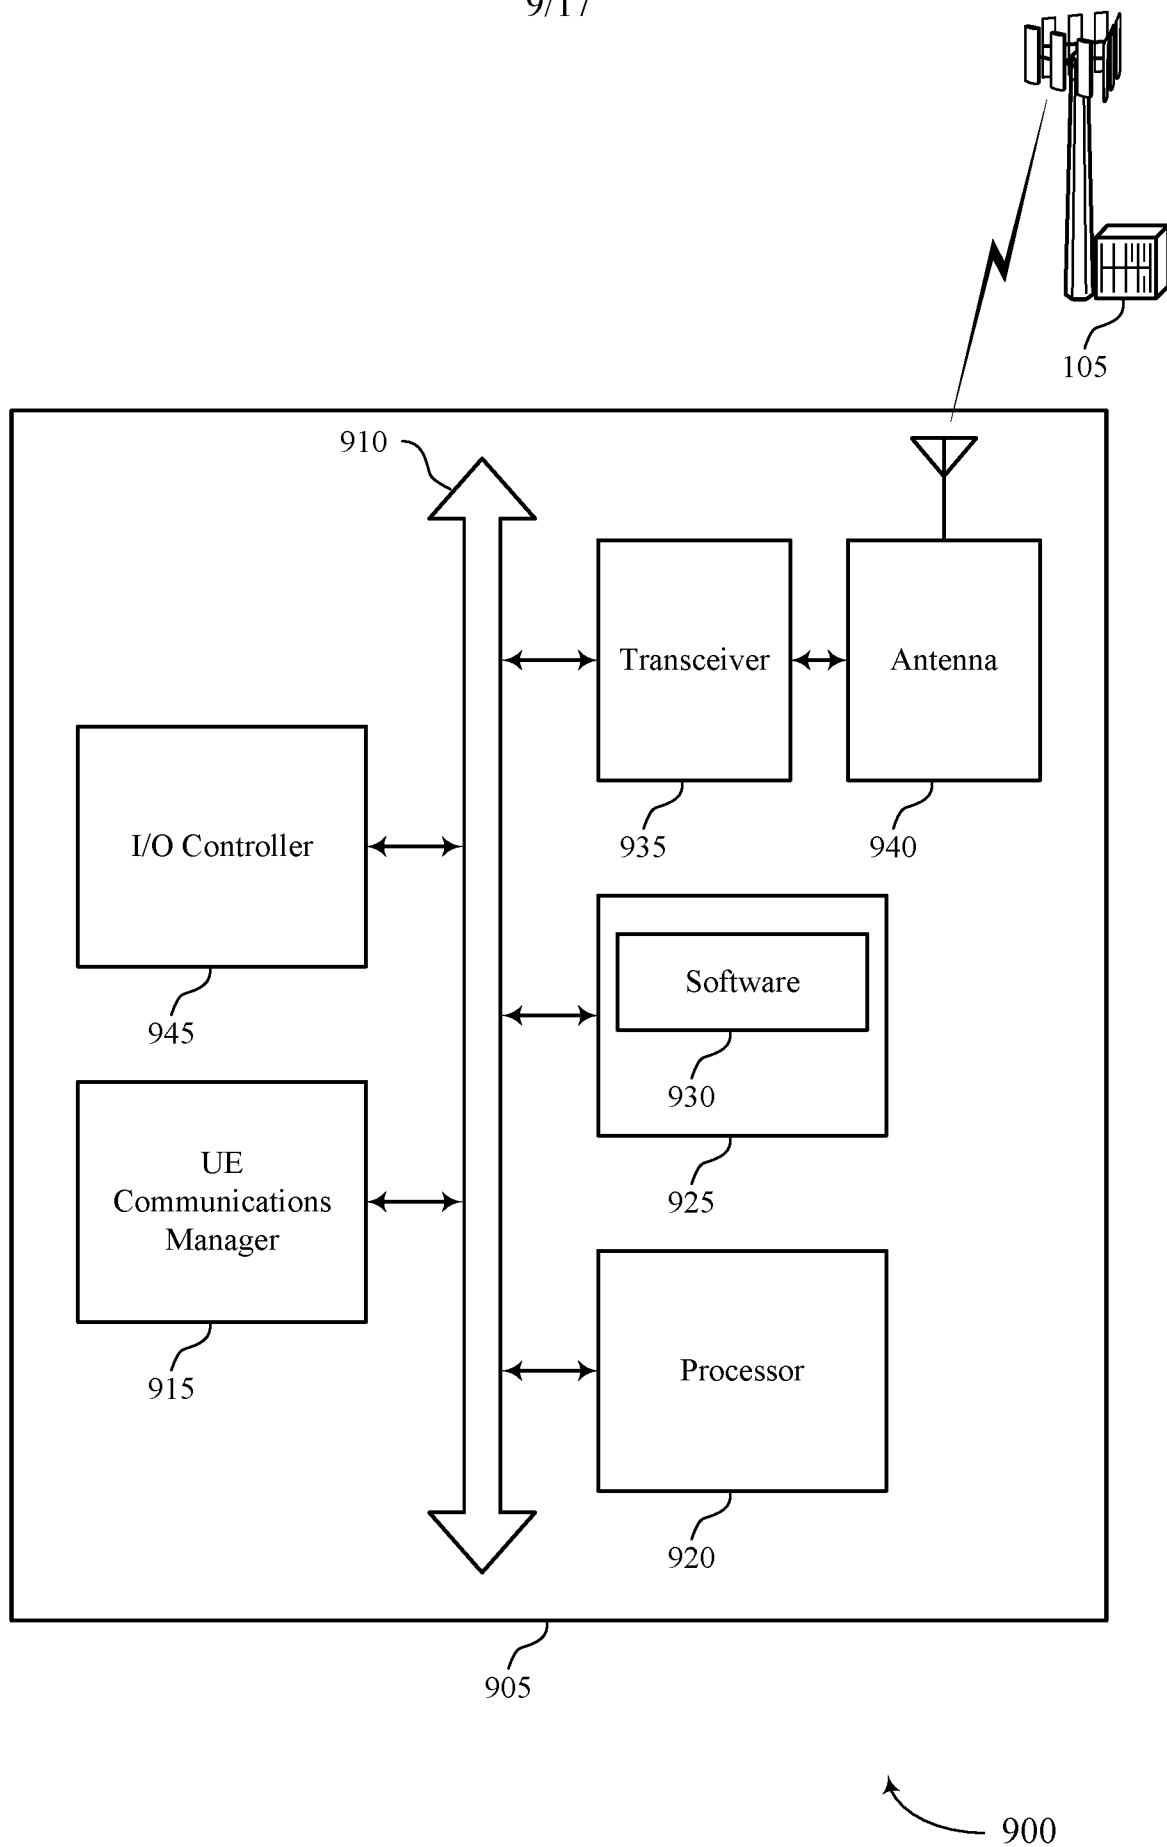 9/17
105
910
Transceiver
Antenna
935
940
I/O Controller
945
Software
930
925
UE
Communications
Manager
915
Processor
920
905
900